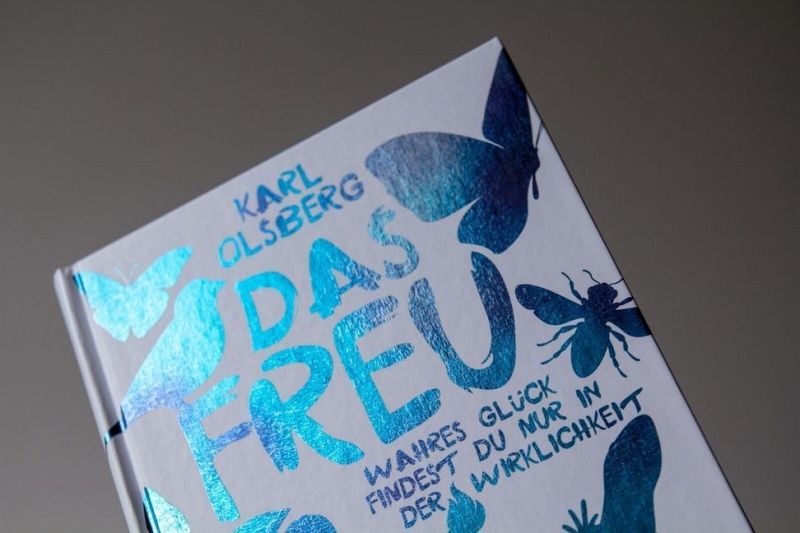 KARL
OLSBERG
DAS
FREU
WAHRES GLÜCK
FINDEST DU NUR IN
DER WIRKLICHKEIT